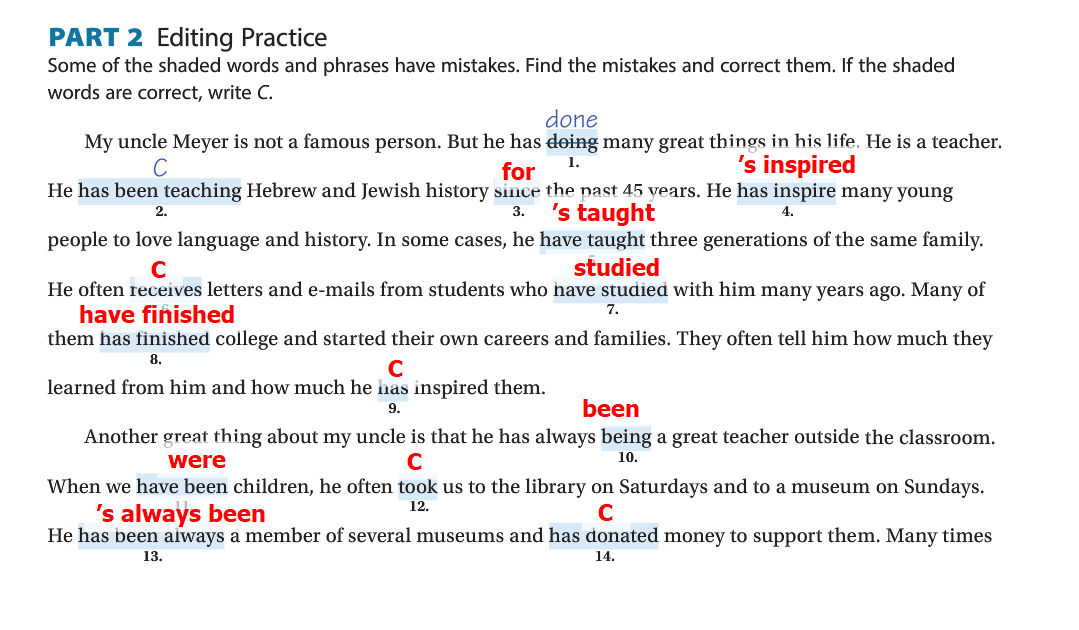 PART 2 Editing Practice
Some of the shaded words and phrases have mistakes. Find the mistakes and correct them. If the shaded
words are correct, write C.
done
My uncle Meyer is not a famous person. But he has doing many great things in his life. He is a teacher.
1.
C for 's inspired
He has been teaching Hebrew and Jewish history since the past 45 years. He has inspire many young
2. 3. 4.
's taught
people to love language and history. In some cases, he have taught three generations of the same family.
C studied
He often receives letters and e-mails from students who have studied with him many years ago. Many of
7.
have finished
them has finished college and started their own careers and families. They often tell him how much they
8.
C
learned from him and how much he has inspired them.
9.
been
Another great thing about my uncle is that he has always being a great teacher outside the classroom.
10.
were C
When we have been children, he often took us to the library on Saturdays and to a museum on Sundays.
12.
's always been C
He has been always a member of several museums and has donated money to support them. Many times
13. 14.